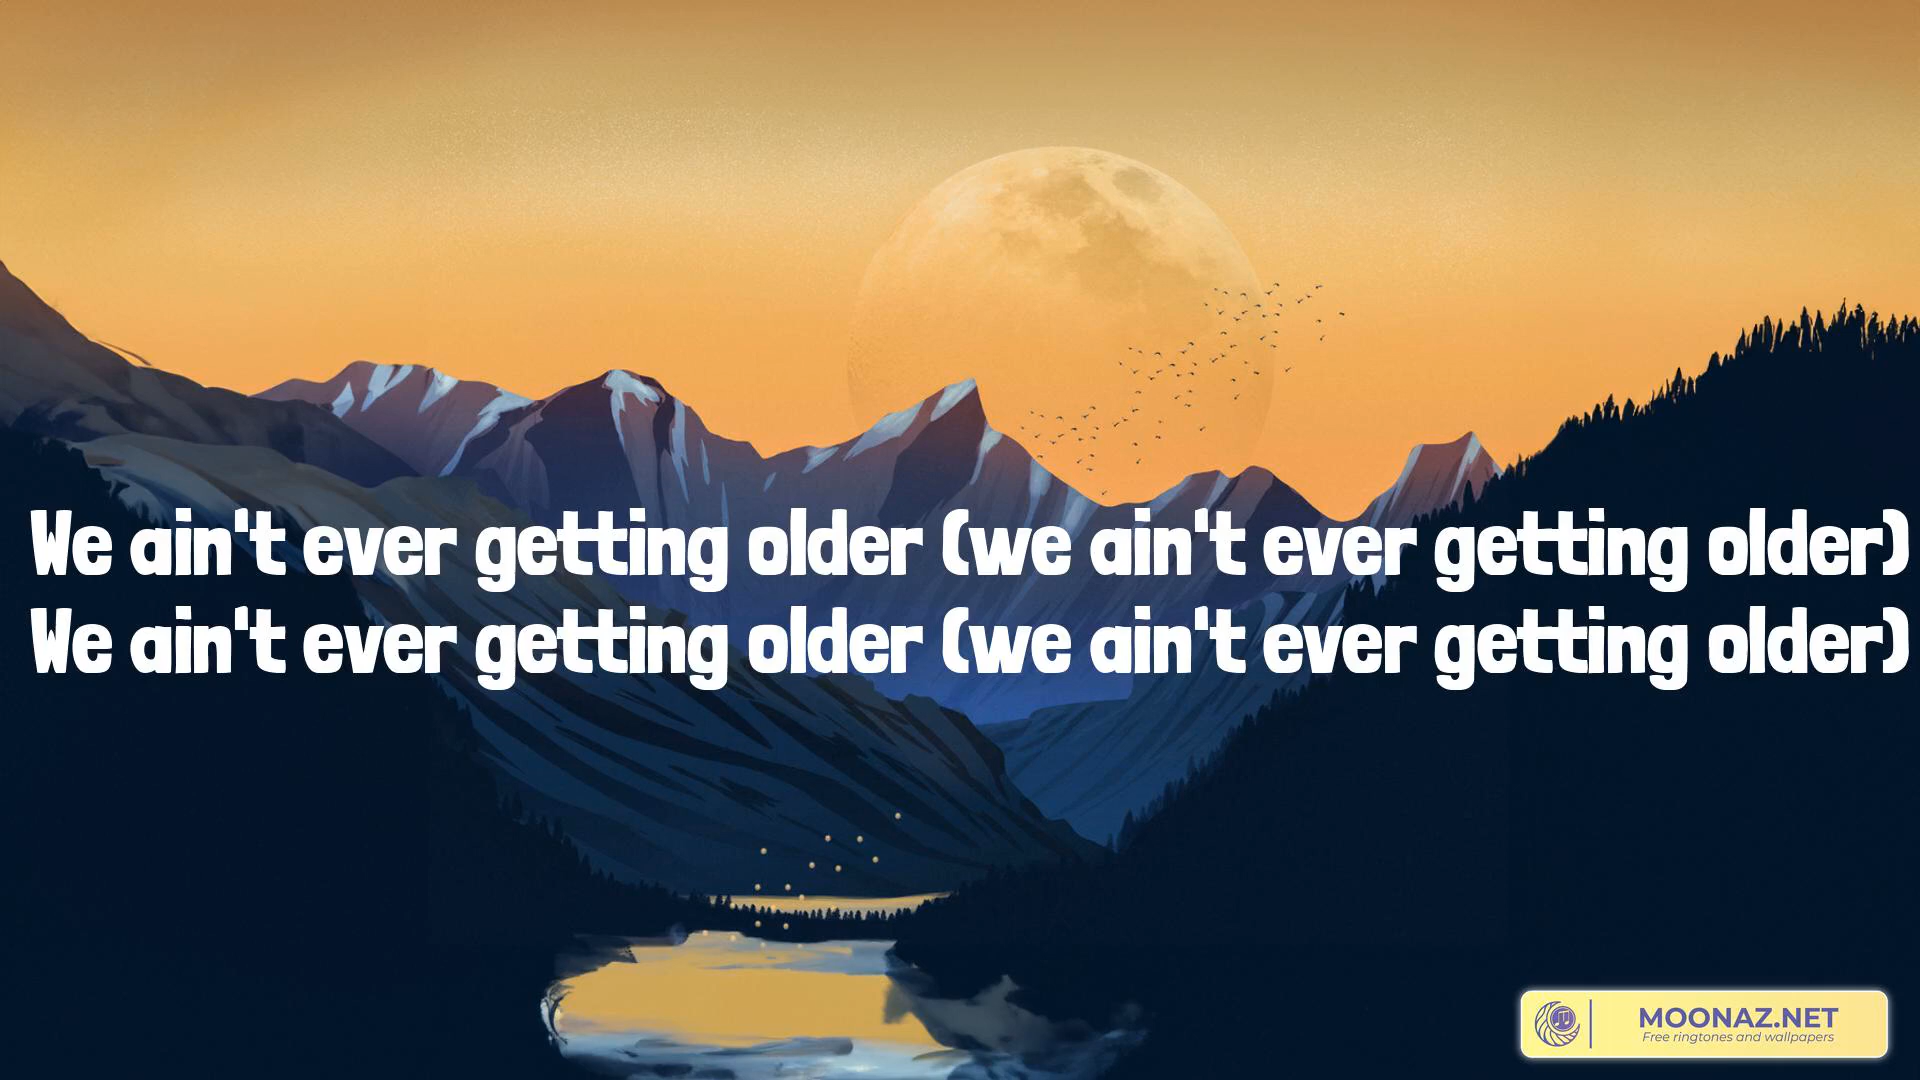 We ain't ever getting older (we ain't ever getting older)
We ain't ever getting older (we ain't ever getting older)
MOONAZ.NET
Free ringtones and wallpapers